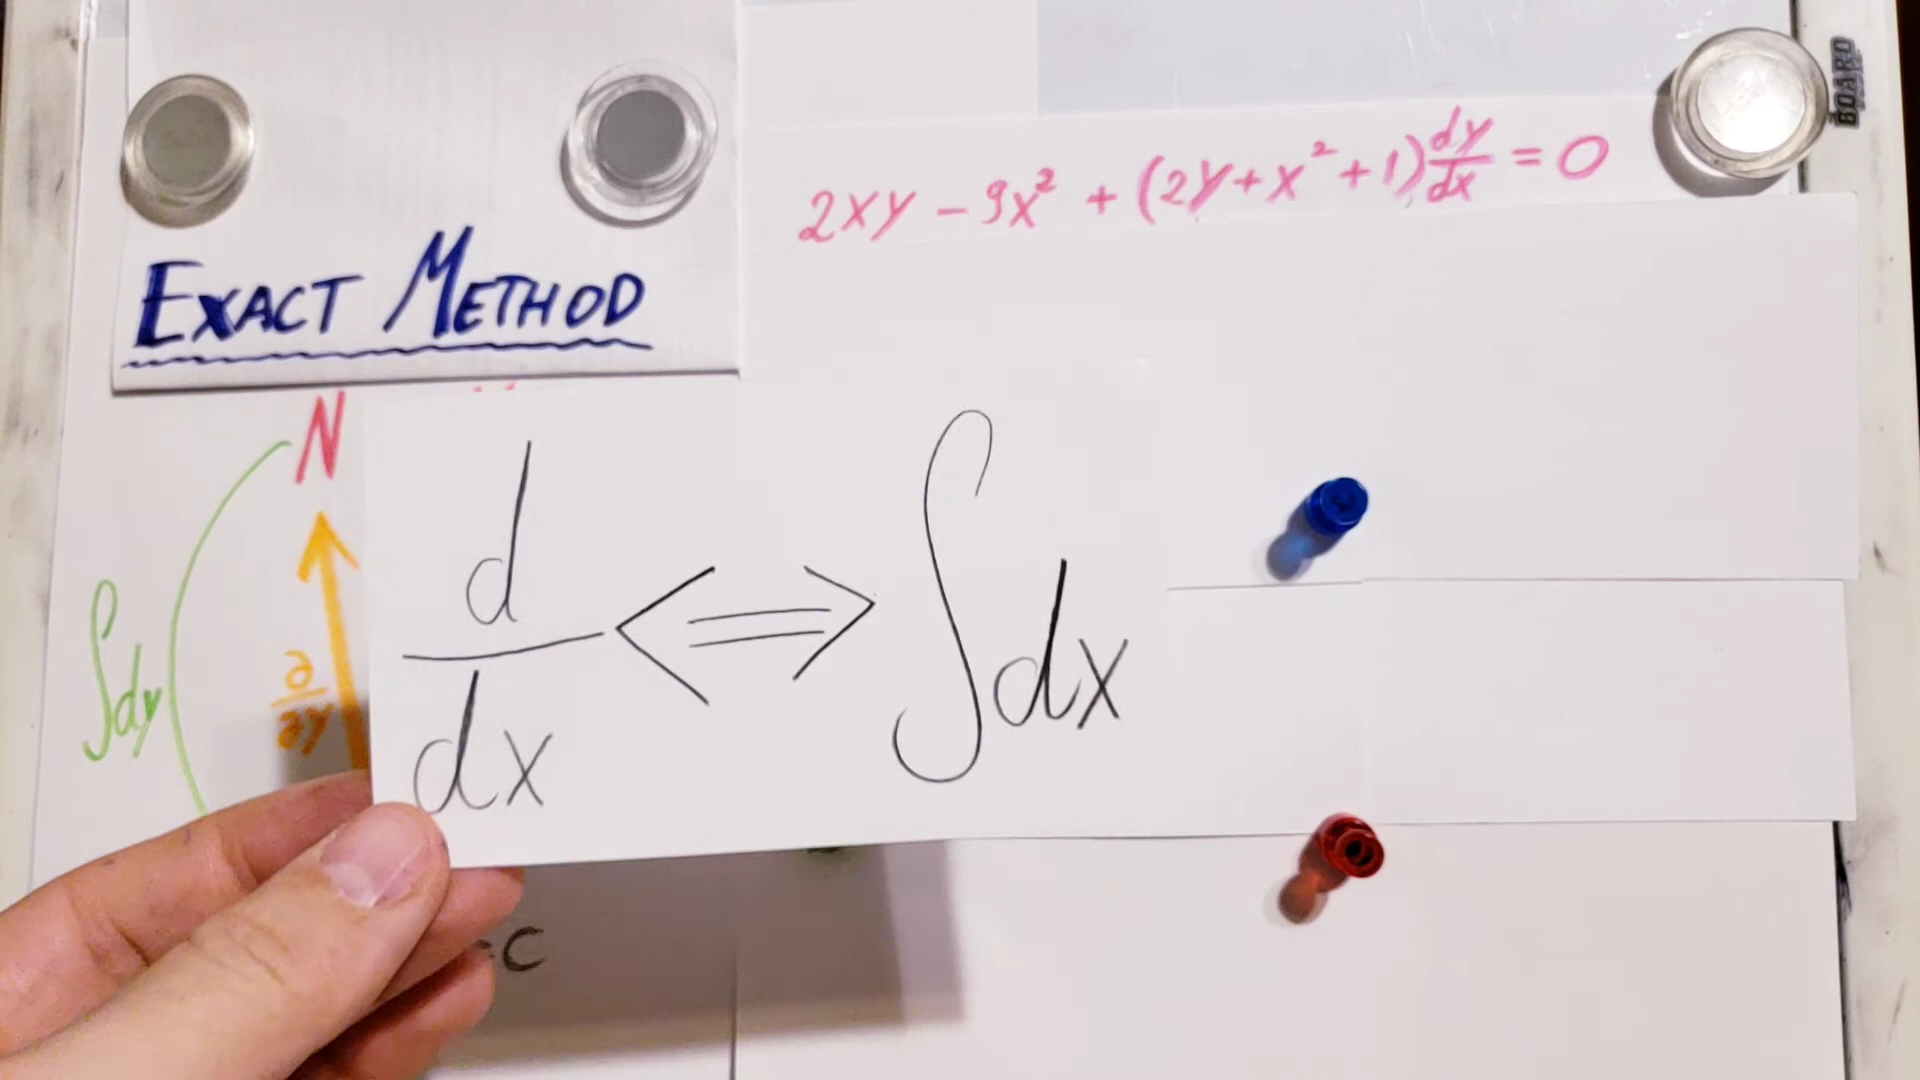 BOARD
2xy - 9x² + (2y + x² + 1) dy/dx = 0
EXACT METHOD
N
d/dx ⟺ ∫dx
∫dy
∂/∂y
=C